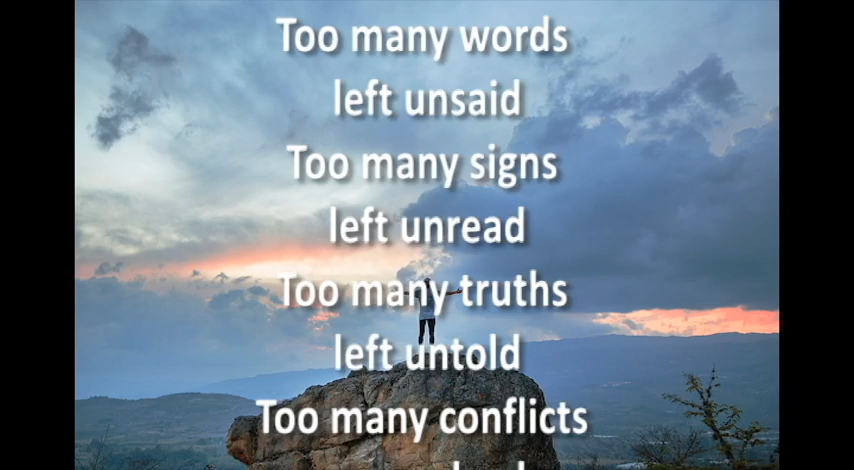 Too many words
left unsaid
Too many signs
left unread
Too many truths
left untold
Too many conflicts